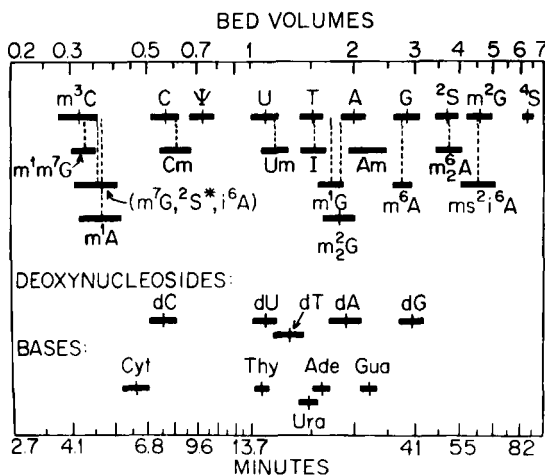 BED VOLUMES
0.2 0.3 0.5 0.7 1 2 3 4 5 6 7
m³C C Ψ U T A G ²S m²G ⁴S
m¹m⁷G Cm Um I Am m⁶₂A
(m⁷G,²S*,i⁶A) m¹G m⁶A ms²i⁶A
m¹A m²₂G
DEOXYNUCLEOSIDES:
dC dU dT dA dG
BASES:
Cyt Thy Ade Gua
Ura
2.7 4.1 6.8 9.6 13.7 41 55 82
MINUTES